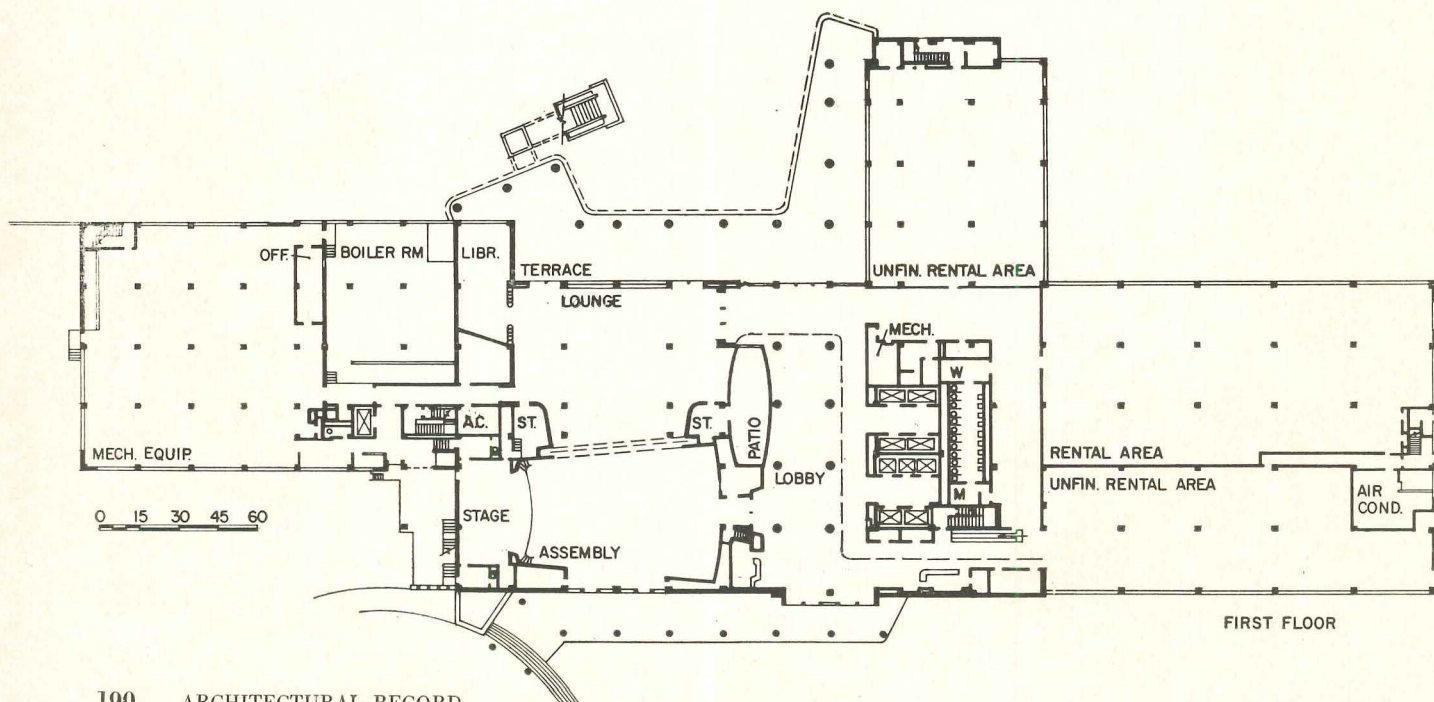 OFF.
BOILER RM
LIBR.
TERRACE
LOUNGE
UNFIN. RENTAL AREA
MECH.
W
A.C.
ST.
ST.
PATIO
MECH. EQUIP.
RENTAL AREA
UNFIN. RENTAL AREA
LOBBY
M
AIR
COND.
STAGE
0 15 30 45 60
ASSEMBLY
FIRST FLOOR
190 ARCHITECTURAL RECORD